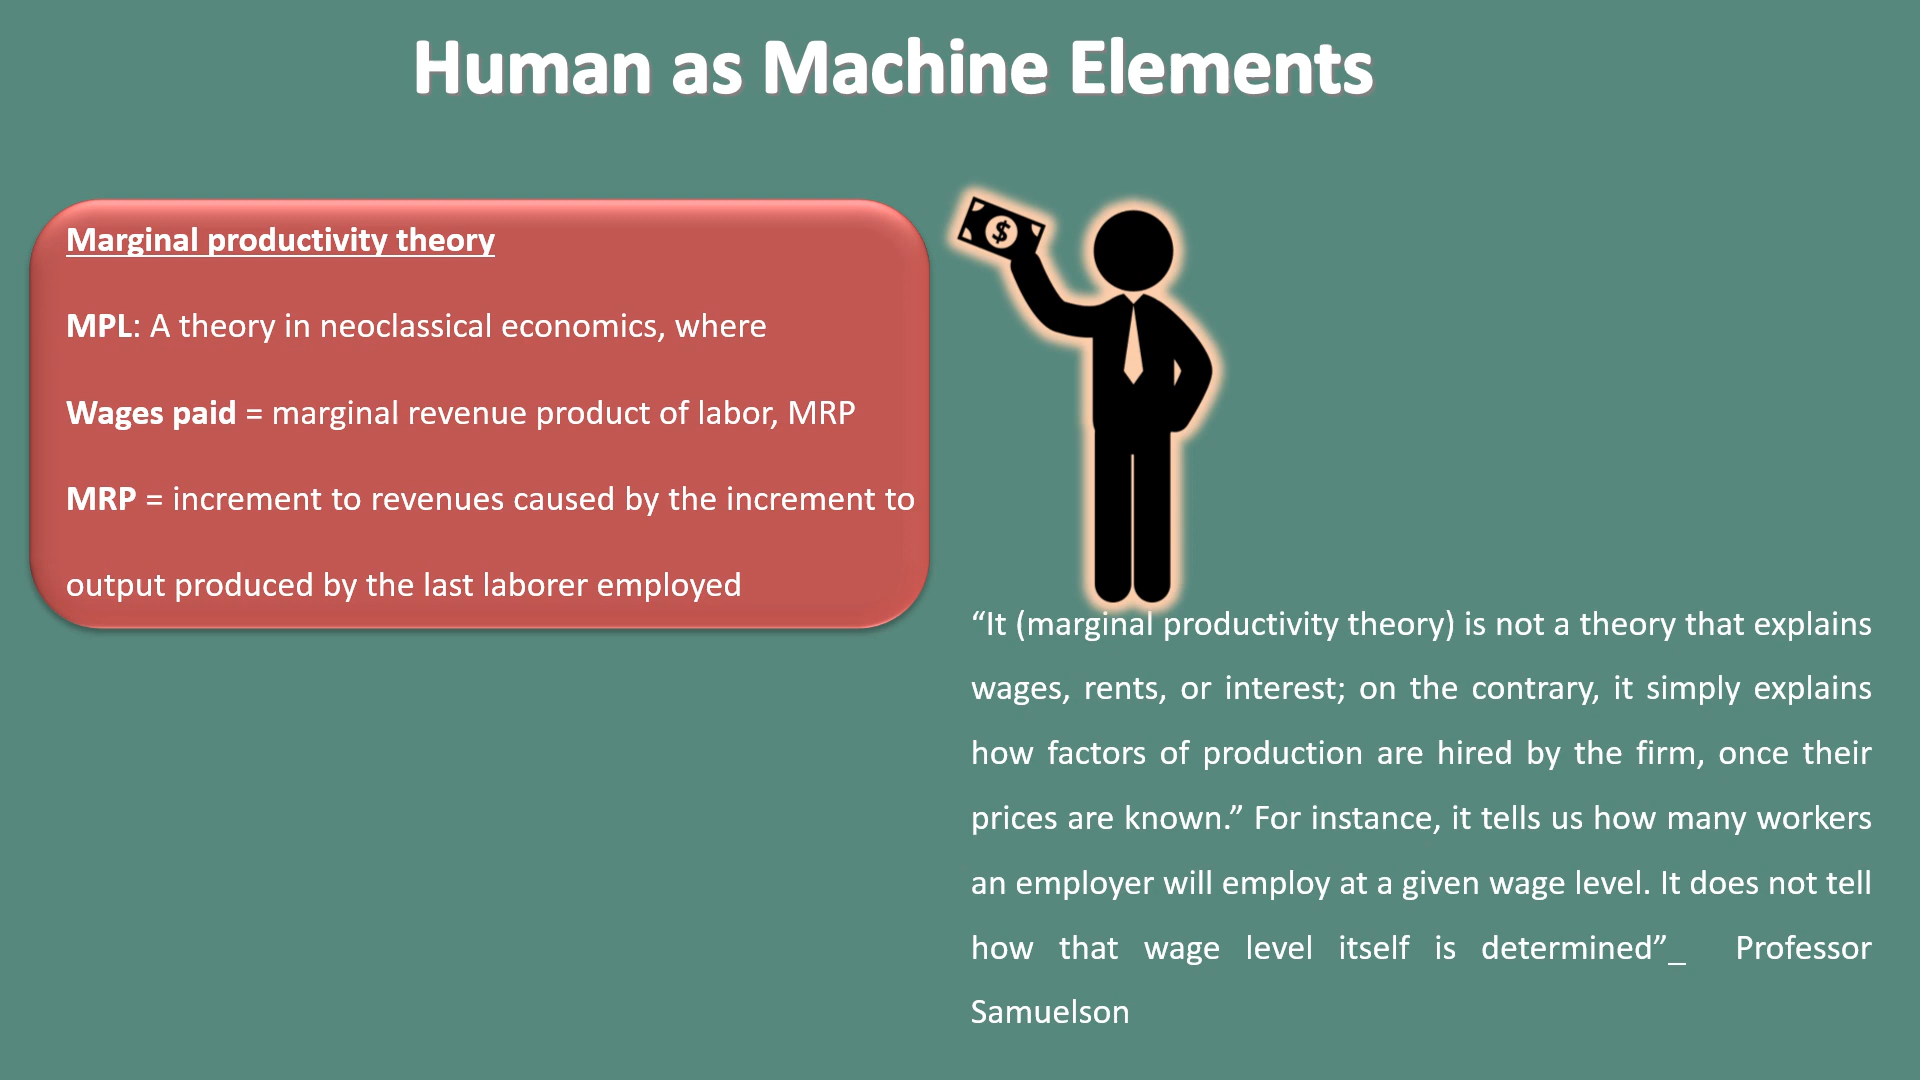 Human as Machine Elements
Marginal productivity theory
MPL: A theory in neoclassical economics, where
Wages paid = marginal revenue product of labor, MRP
MRP = increment to revenues caused by the increment to
output produced by the last laborer employed
$
“It (marginal productivity theory) is not a theory that explains
wages, rents, or interest; on the contrary, it simply explains
how factors of production are hired by the firm, once their
prices are known.” For instance, it tells us how many workers
an employer will employ at a given wage level. It does not tell
how that wage level itself is determined”_ Professor
Samuelson